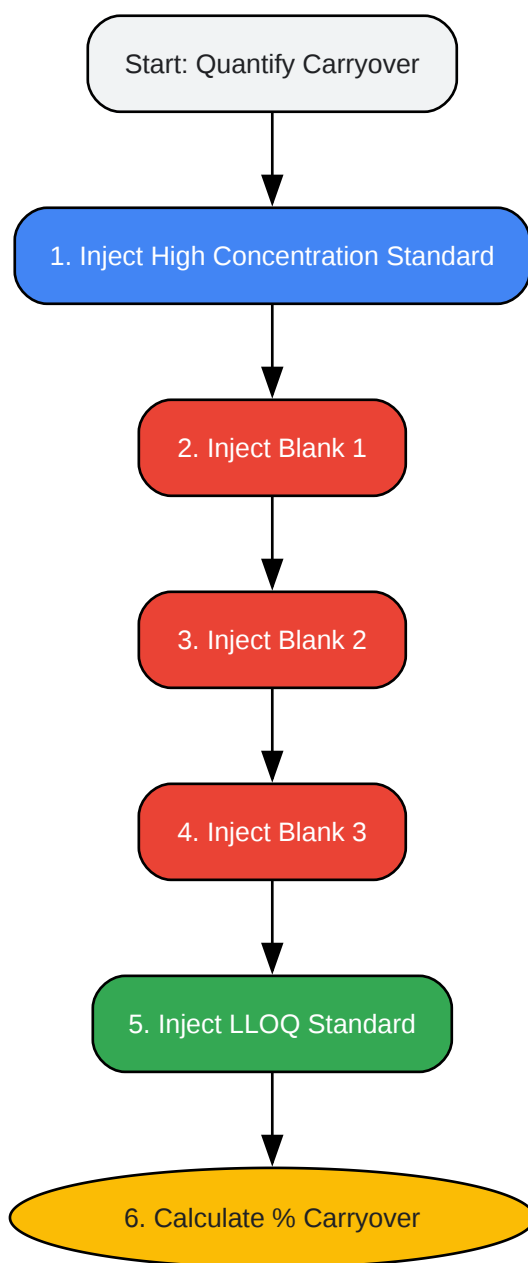 Start: Quantify Carryover
1. Inject High Concentration Standard
2. Inject Blank 1
3. Inject Blank 2
4. Inject Blank 3
5. Inject LLOQ Standard
6. Calculate % Carryover